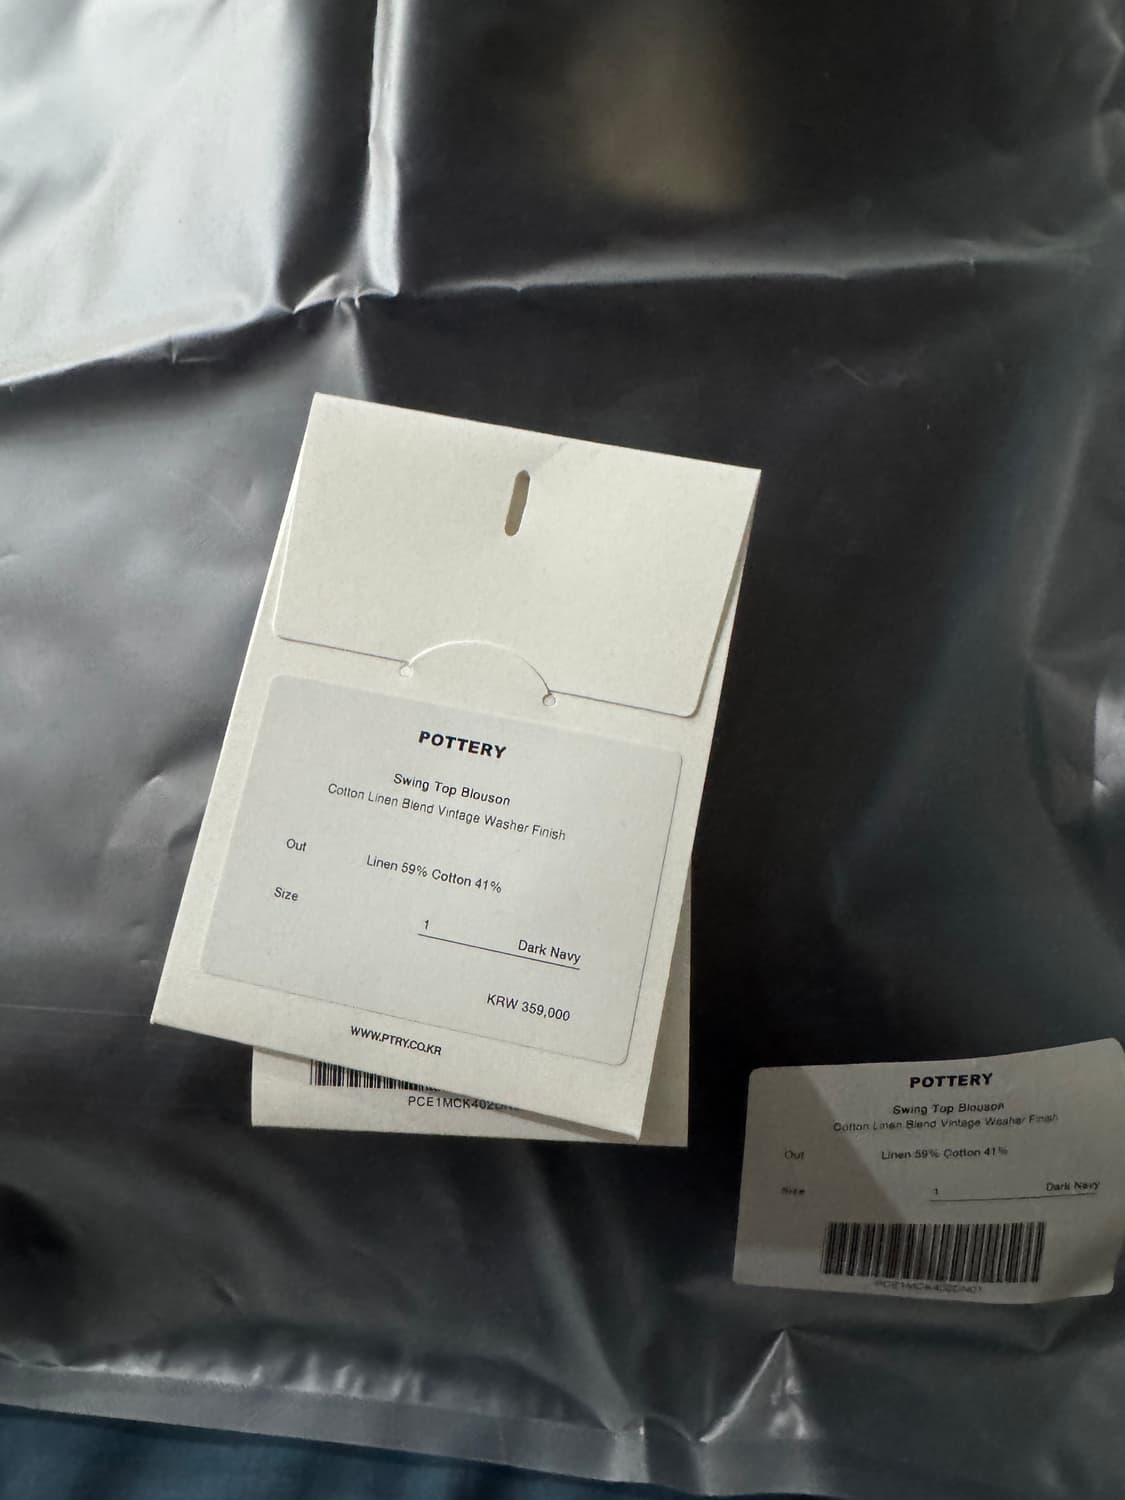 POTTERY
Swing Top Blouson
Cotton Linen Blend Vintage Washer Finish
Out Linen 59% Cotton 41%
Size
1 Dark Navy
KRW 359,000
WWW.PTRY.CO.KR
POTTERY
Swing Top Blouson
Cotton Linen Blend Vintage Washer Finish
Out Linen 59% Cotton 41%
Size 1 Dark Navy
PCE1MCK402DN01